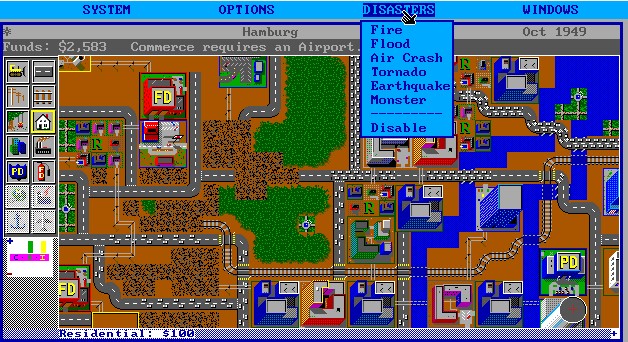 SYSTEM OPTIONS DISASTERS WINDOWS
* Hamburg Oct 1949
Funds: $2,583 Commerce requires an Airport.
Fire
Flood
Air Crash
Tornado
Earthquake
Monster
----------
Disable
FD
R
R
PD
R
R
PD
FD
Residential: $100